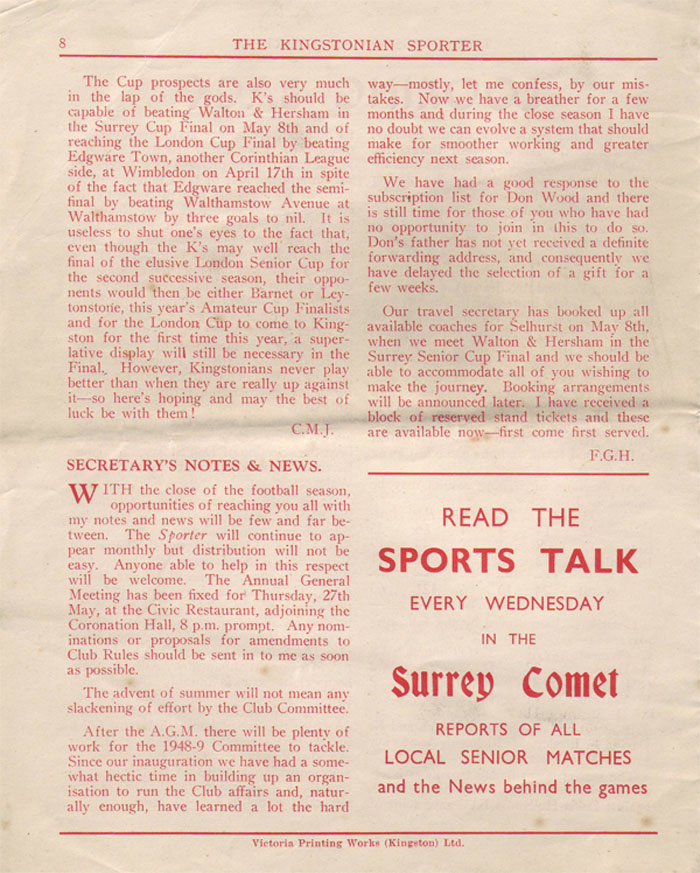 8
THE KINGSTONIAN SPORTER
The Cup prospects are also very much
in the lap of the gods. K's should be
capable of beating Walton & Hersham in
the Surrey Cup Final on May 8th and of
reaching the London Cup Final by beating
Edgware Town, another Corinthian League
side, at Wimbledon on April 17th in spite
of the fact that Edgware reached the semi-
final by beating Walthamstow Avenue at
Walthamstow by three goals to nil. It is
useless to shut one's eyes to the fact that,
even though the K's may well reach the
final of the elusive London Senior Cup for
the second successive season, their oppo-
nents would then be either Barnet or Ley-
tonstone, this year's Amateur Cup Finalists
and for the London Cup to come to King-
ston for the first time this year, a super-
lative display will still be necessary in the
Final. However, Kingstonians never play
better than when they are really up against
it—so here's hoping and may the best of
luck be with them!
C.M.J.
SECRETARY'S NOTES & NEWS.
WITH the close of the football season,
opportunities of reaching you all with
my notes and news will be few and far be-
tween. The Sporter will continue to ap-
pear monthly but distribution will not be
easy. Anyone able to help in this respect
will be welcome. The Annual General
Meeting has been fixed for Thursday, 27th
May, at the Civic Restaurant, adjoining the
Coronation Hall, 8 p.m. prompt. Any nom-
inations or proposals for amendments to
Club Rules should be sent in to me as soon
as possible.
The advent of summer will not mean any
slackening of effort by the Club Committee.
After the A.G.M. there will be plenty of
work for the 1948-9 Committee to tackle.
Since our inauguration we have had a some-
what hectic time in building up an organ-
isation to run the Club affairs and, natur-
ally enough, have learned a lot the hard
way—mostly, let me confess, by our mis-
takes. Now we have a breather for a few
months and during the close season I have
no doubt we can evolve a system that should
make for smoother working and greater
efficiency next season.
We have had a good response to the
subscription list for Don Wood and there
is still time for those of you who have had
no opportunity to join in this to do so.
Don's father has not yet received a definite
forwarding address, and consequently we
have delayed the selection of a gift for a
few weeks.
Our travel secretary has booked up all
available coaches for Selhurst on May 8th,
when we meet Walton & Hersham in the
Surrey Senior Cup Final and we should be
able to accommodate all of you wishing to
make the journey. Booking arrangements
will be announced later. I have received a
block of reserved stand tickets and these
are available now—first come first served.
F.G.H.
READ THE
SPORTS TALK
EVERY WEDNESDAY
IN THE
Surrey Comet
REPORTS OF ALL
LOCAL SENIOR MATCHES
and the News behind the games
Victoria Printing Works (Kingston) Ltd.